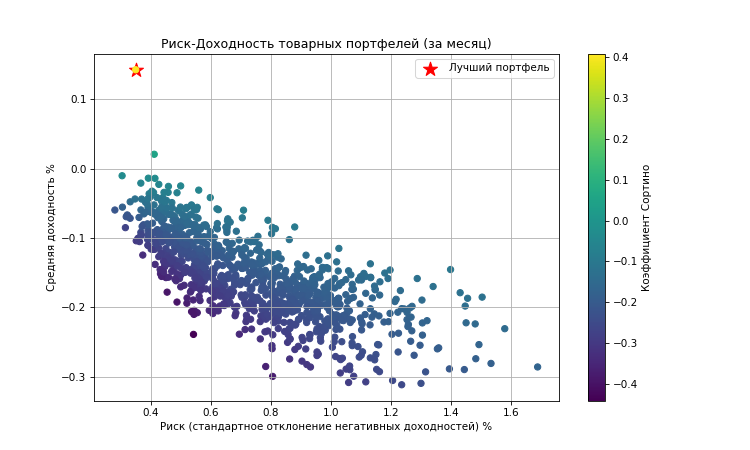 Риск-Доходность товарных портфелей (за месяц)
Лучший портфель
Средняя доходность %
0.1
0.0
−0.1
−0.2
−0.3
0.4 0.6 0.8 1.0 1.2 1.4 1.6
Риск (стандартное отклонение негативных доходностей) %
0.4
0.3
0.2
0.1
0.0
−0.1
−0.2
−0.3
−0.4
Коэффициент Сортино